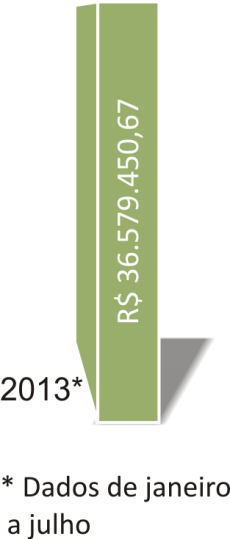 R$ 36.579.450,67
2013*
* Dados de janeiro
a julho